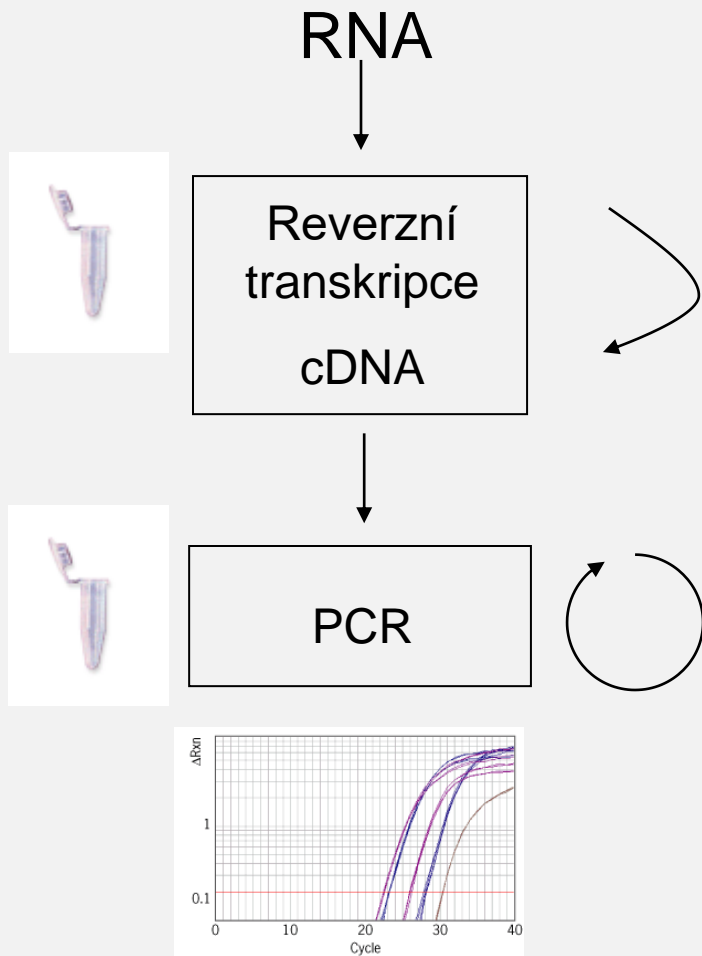 RNA
Reverzní
transkripce
cDNA
PCR
ΔRxn
1
0.1
0 10 20 30 40
Cycle